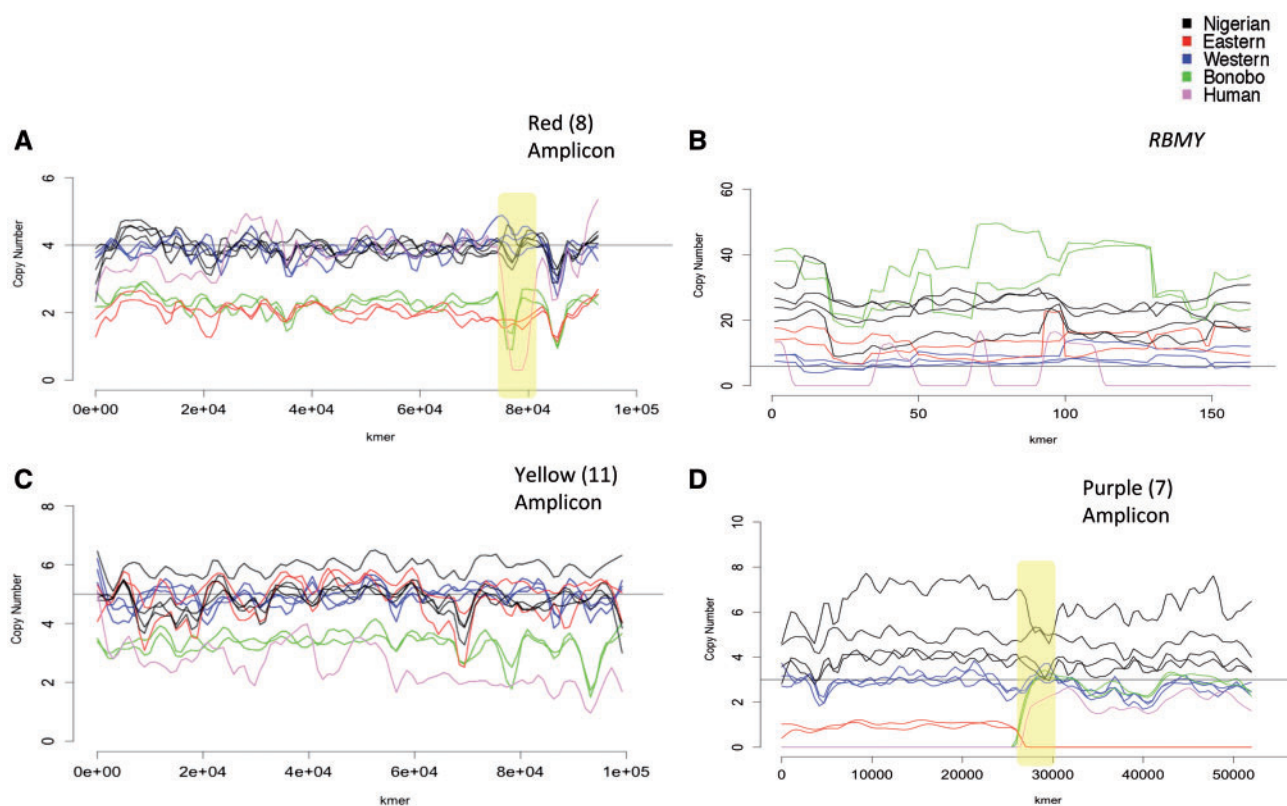 Nigerian
Eastern
Western
Bonobo
Human
A
Red (8)
Amplicon
6
4
2
0
Copy Number
0e+00 2e+04 4e+04 6e+04 8e+04 1e+05
kmer
B
RBMY
60
40
20
0
Copy Number
0 50 100 150
kmer
C
Yellow (11)
Amplicon
8
6
4
2
0
Copy Number
0e+00 2e+04 4e+04 6e+04 8e+04 1e+05
kmer
D
Purple (7)
Amplicon
10
8
6
4
2
0
Copy Number
0 10000 20000 30000 40000 50000
kmer